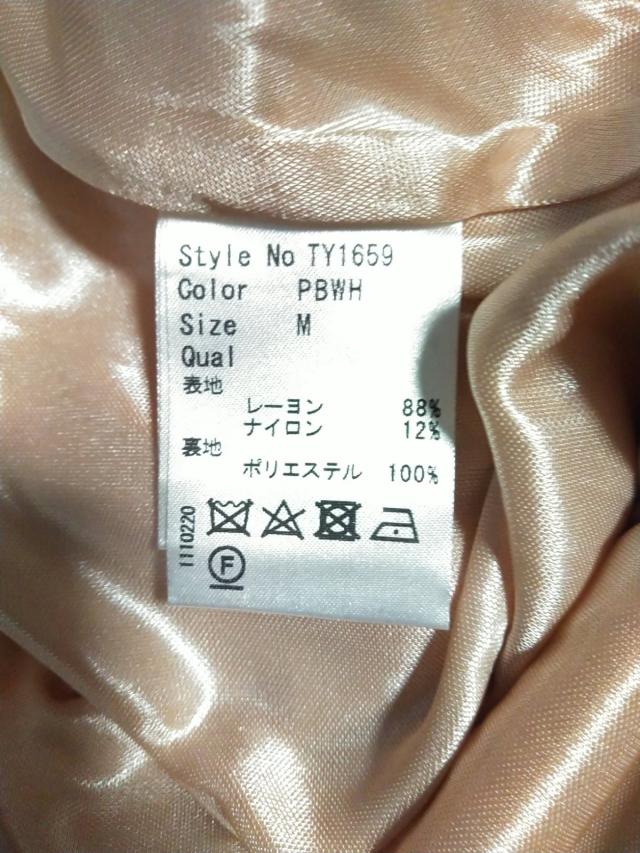 Style No TY1659
Color PBWH
Size M
Qual
表地
レーヨン 88%
ナイロン 12%
裏地
ポリエステル 100%
1110220
F